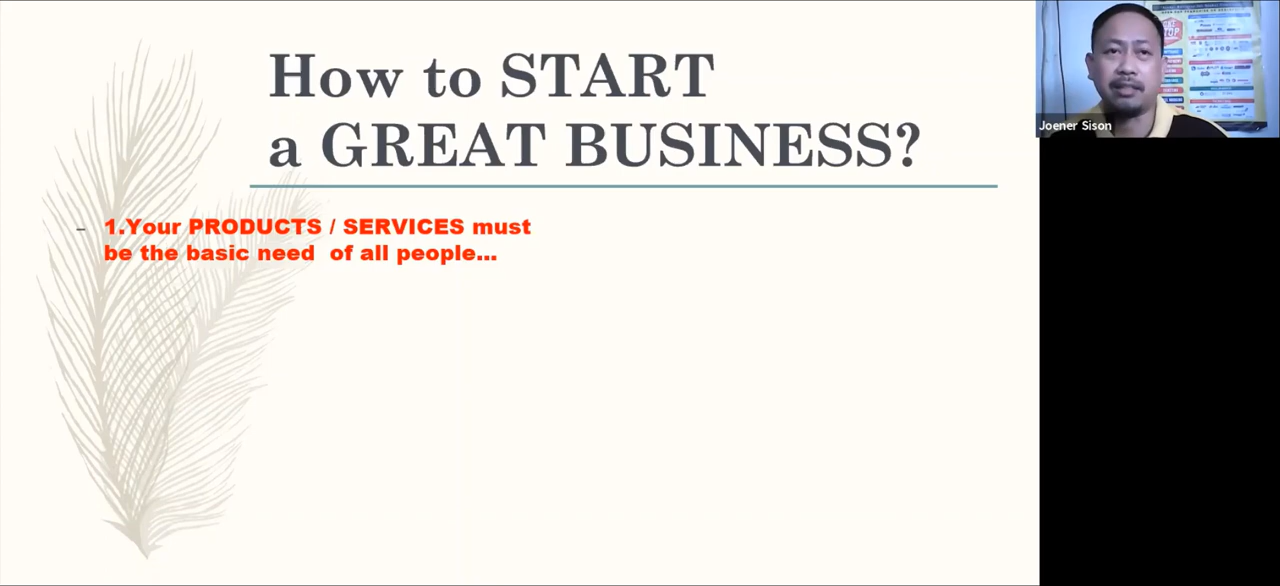 How to START
a GREAT BUSINESS?
– 1.Your PRODUCTS / SERVICES must
be the basic need of all people...
Joener Sison